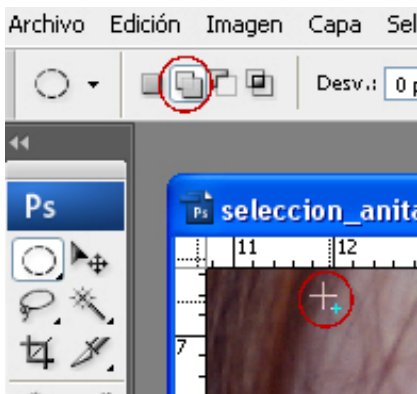 Archivo Edición Imagen Capa Sel
Desv.: 0 p
Ps
seleccion_anita
11 12
7